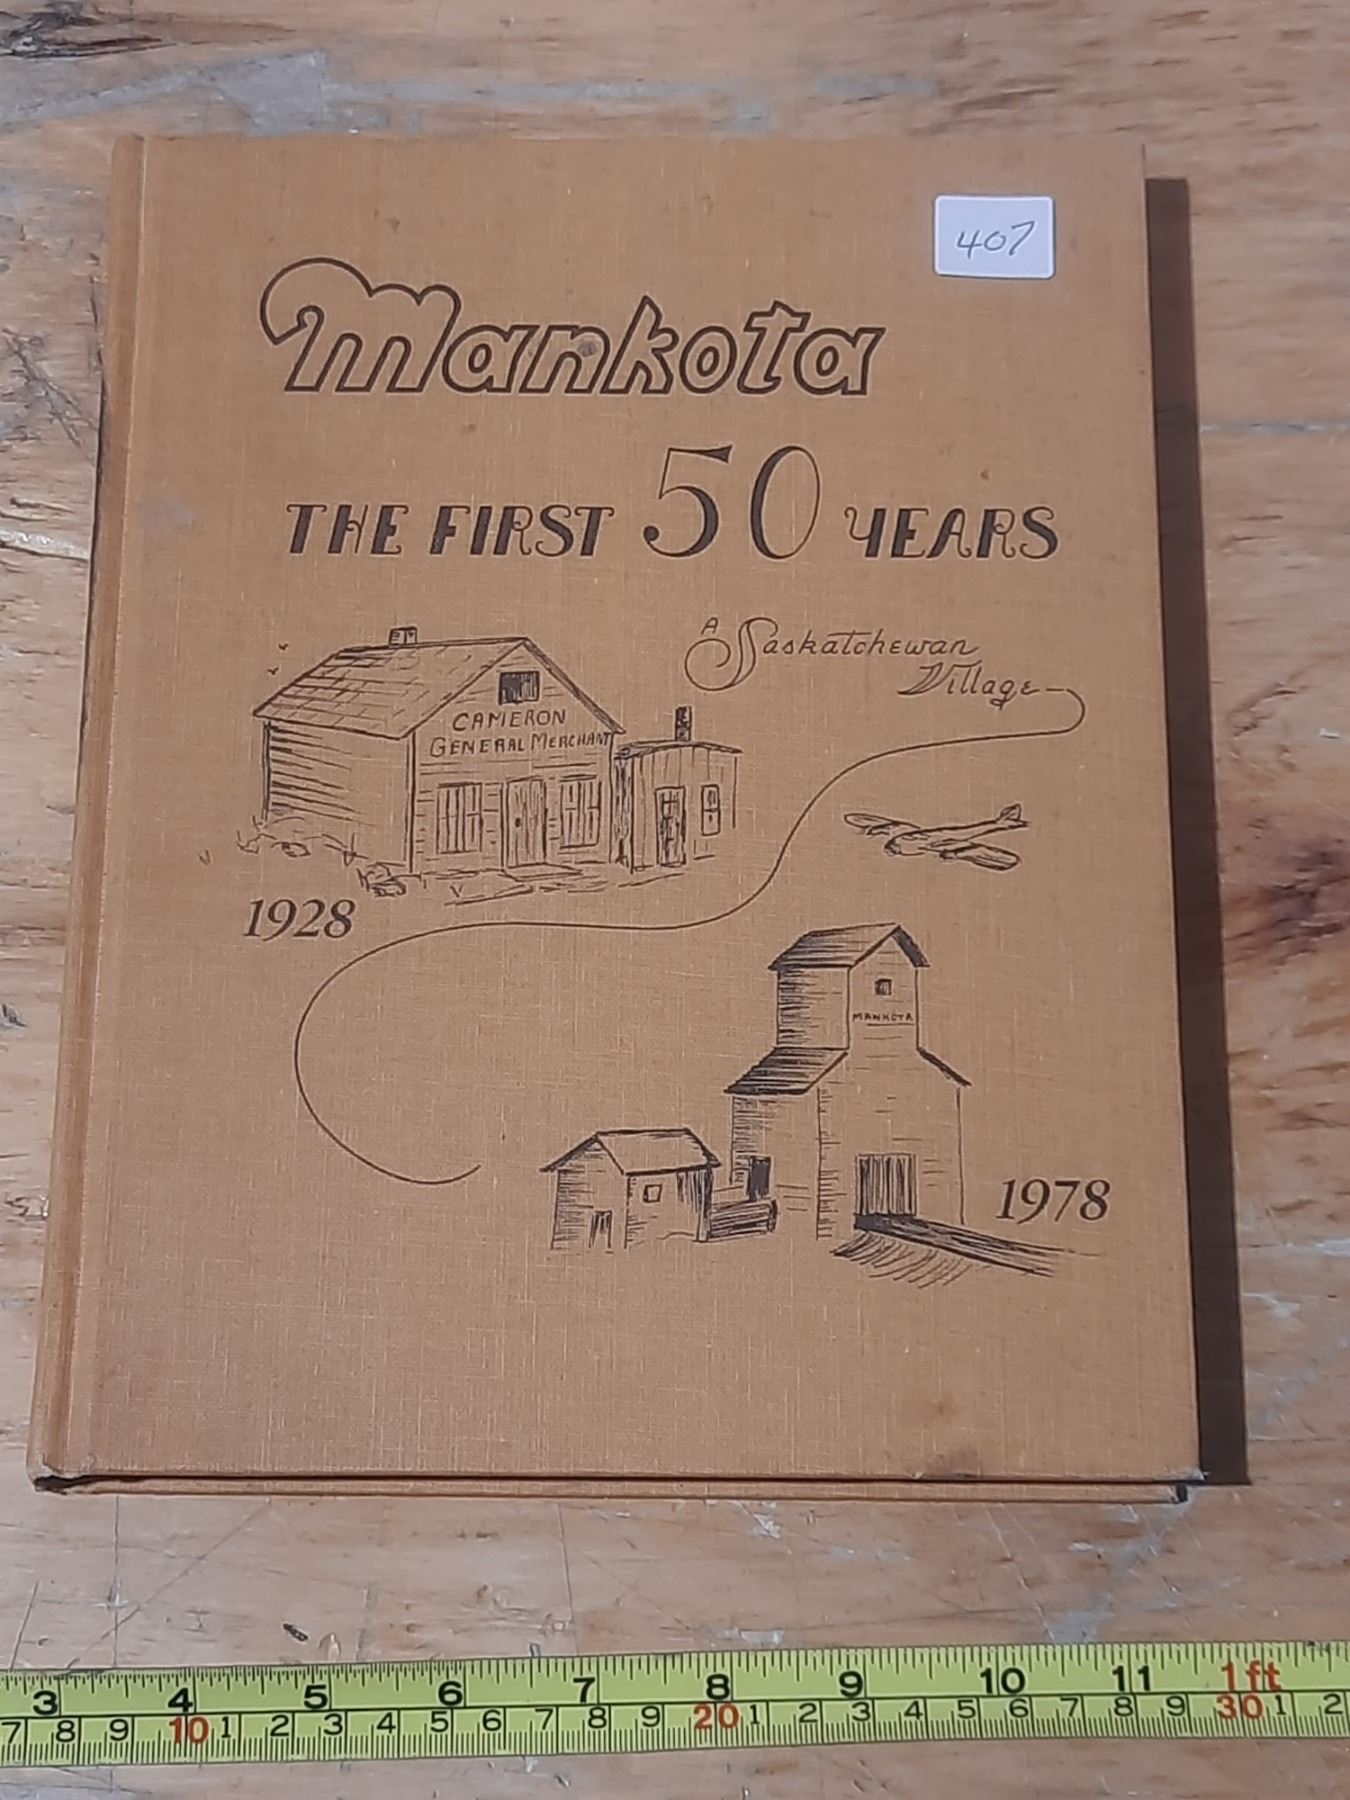 407
Mankota
THE FIRST 50 YEARS
A Saskatchewan
Village
CAMERON
GENERAL MERCHANT
1928
MANKOTA
1978
3 4 5 6 7 8 9 10 11 1ft
7 8 9 10 1 2 3 4 5 6 7 8 9 20 1 2 3 4 5 6 7 8 9 30 1 2